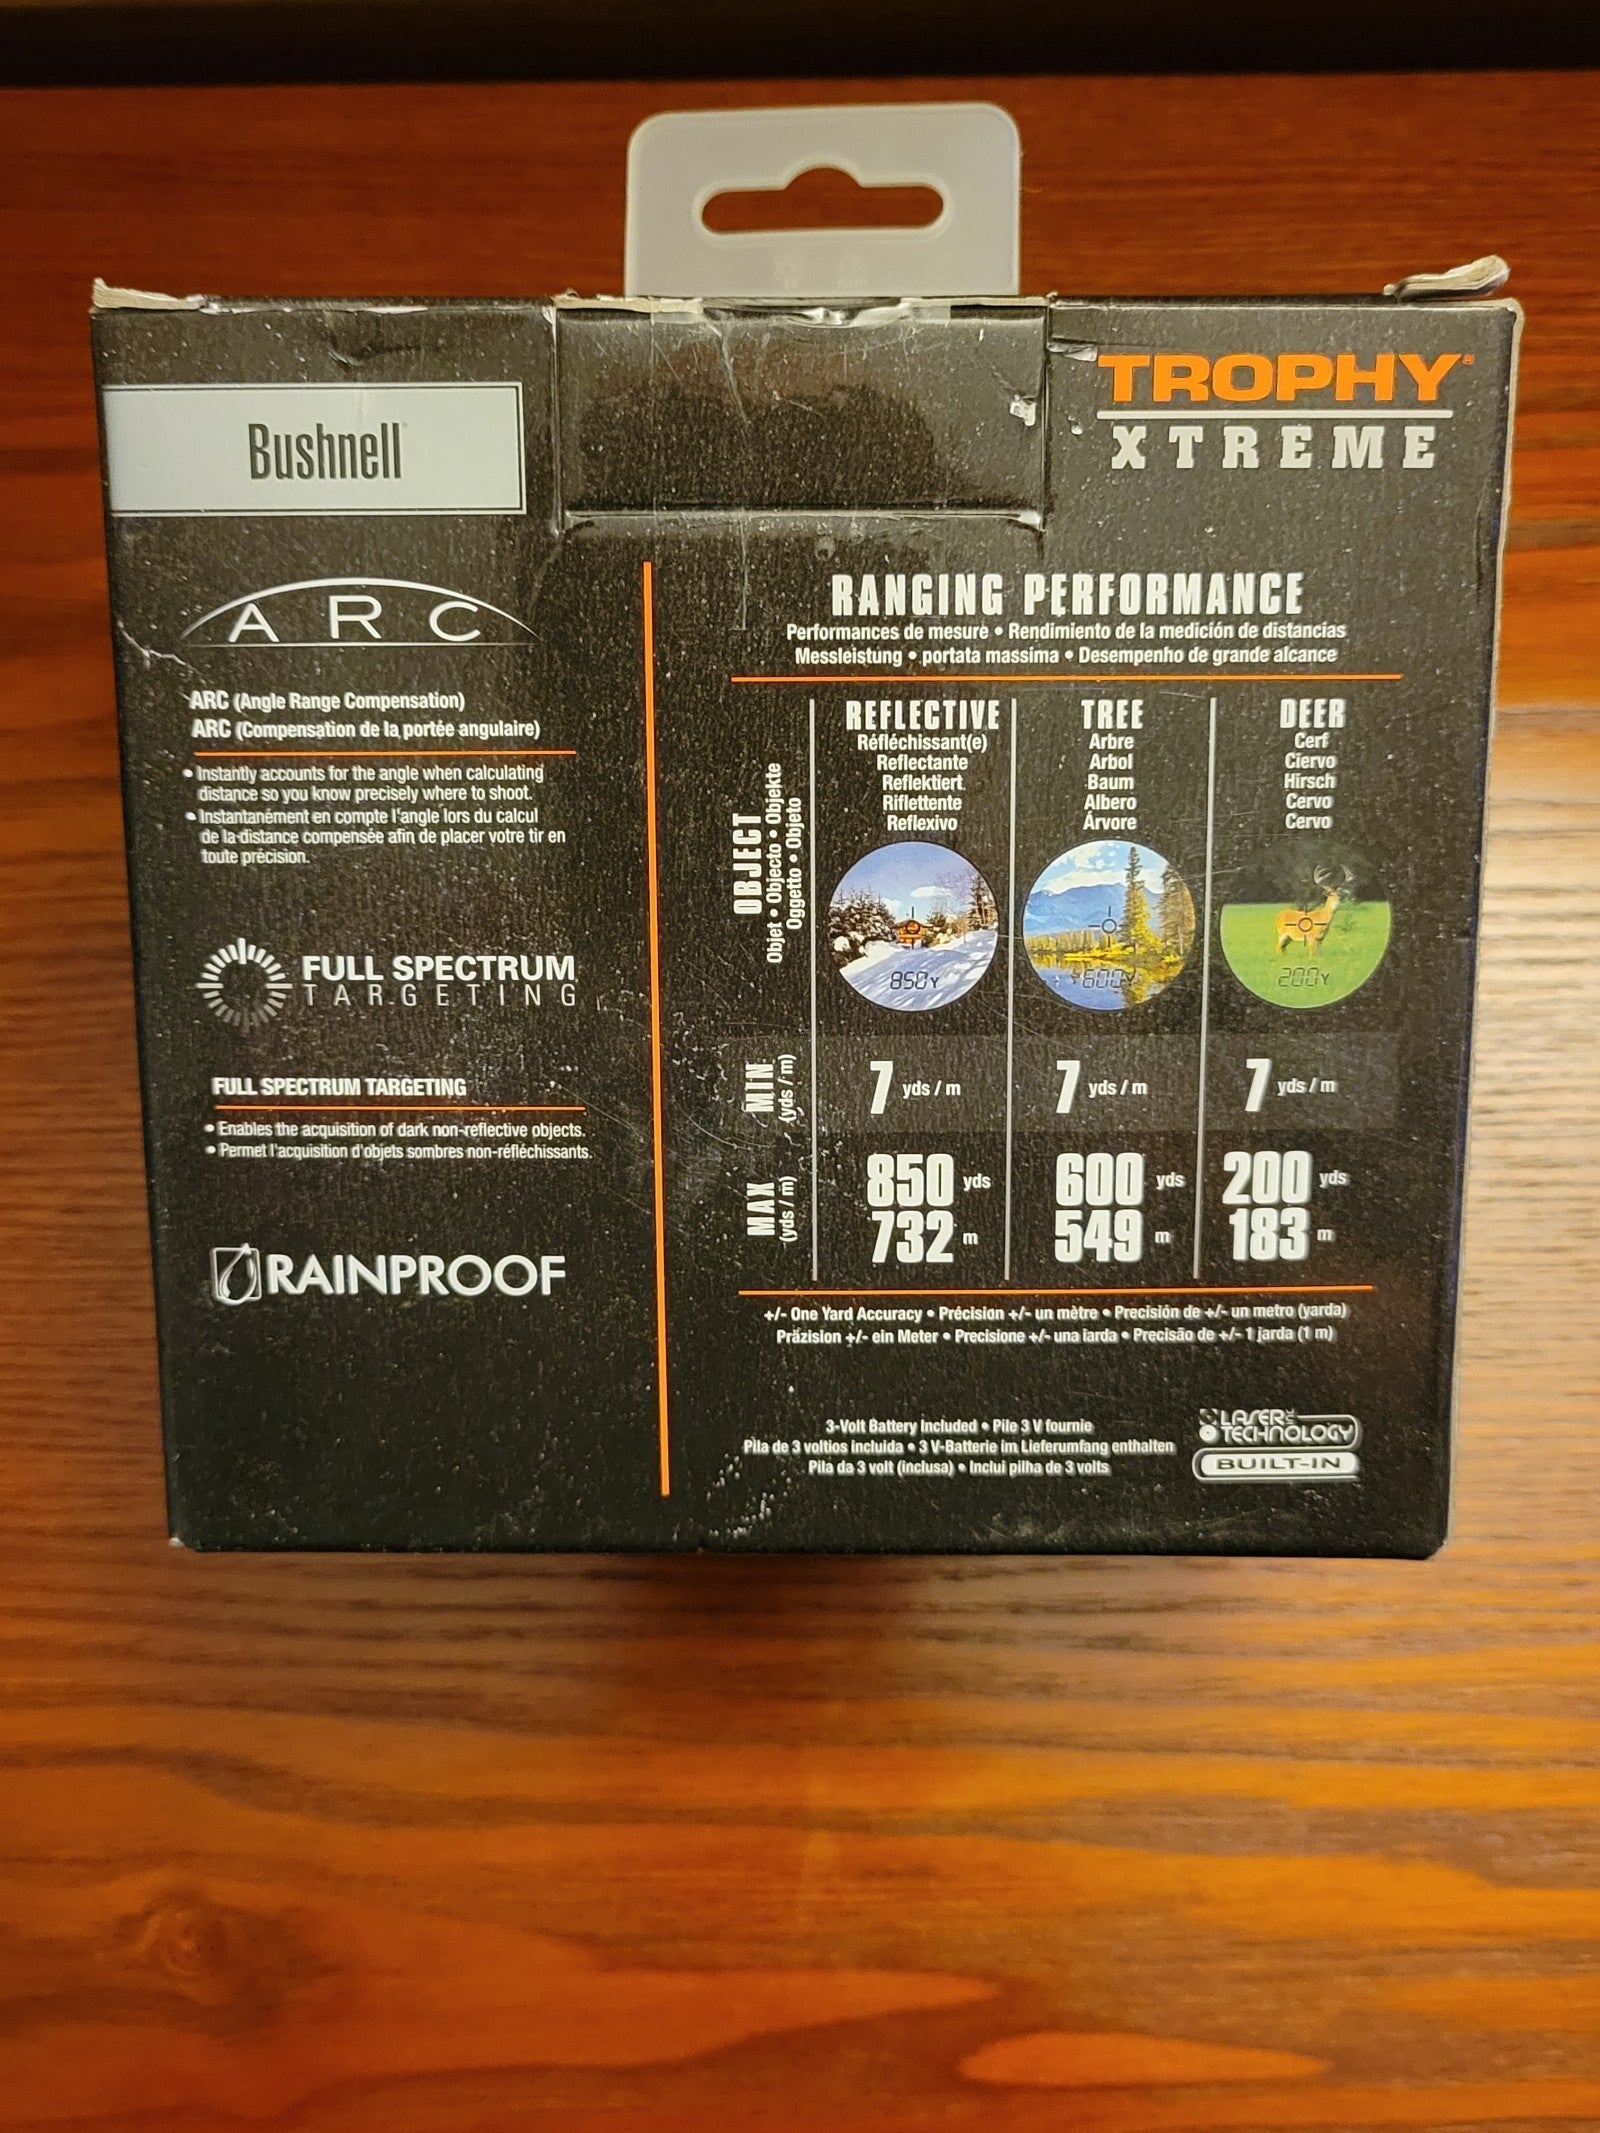 Bushnell
TROPHY®
XTREME
ARC
ARC (Angle Range Compensation)
ARC (Compensation de la portée angulaire)
• Instantly accounts for the angle when calculating
distance so you know precisely where to shoot.
• Instantanément en compte l'angle lors du calcul
de la distance compensée afin de placer votre tir en
toute précision.
FULL SPECTRUM
TARGETING
FULL SPECTRUM TARGETING
• Enables the acquisition of dark non-reflective objects.
• Permet l'acquisition d'objets sombres non-réfléchissants.
RAINPROOF
RANGING PERFORMANCE
Performances de mesure • Rendimiento de la medición de distancias
Messleistung • portata massima • Desempenho de grande alcance
OBJECT
Objet • Objecto • Objekte
Oggetto • Objeto
REFLECTIVE
Réfléchissant(e)
Reflectante
Reflektiert
Riflettente
Reflexivo
850Y
TREE
Arbre
Arbol
Baum
Albero
Árvore
600Y
DEER
Cerf
Ciervo
Hirsch
Cervo
Cervo
200Y
MIN
(yds / m)
7 yds / m
7 yds / m
7 yds / m
MAX
(yds / m)
850 yds
732 m
600 yds
549 m
200 yds
183 m
+/- One Yard Accuracy • Précision +/- un mètre • Precisión de +/- un metro (yarda)
Präzision +/- ein Meter • Precisione +/- una iarda • Precisão de +/- 1 jarda (1 m)
3-Volt Battery Included • Pile 3 V fournie
Pila de 3 voltios incluida • 3 V-Batterie im Lieferumfang enthalten
Pila da 3 volt (inclusa) • Inclui pilha de 3 volts
LASER
TECHNOLOGY
BUILT-IN